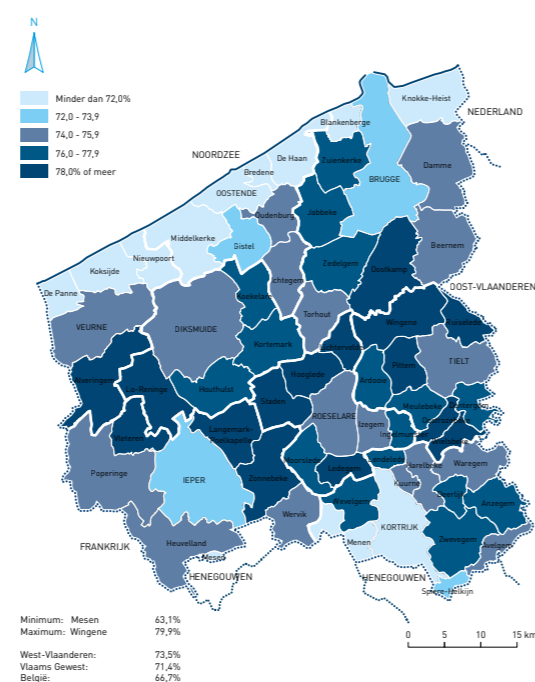 N
Minder dan 72,0%
72,0 - 73,9
74,0 - 75,9
76,0 - 77,9
78,0% of meer
NOORDZEE
NEDERLAND
OOST-VLAANDEREN
FRANKRIJK
HENEGOUWEN
HENEGOUWEN
Knokke-Heist
Blankenberge
De Haan
Zuienkerke
Damme
Bredene
BRUGGE
OOSTENDE
Oudenburg
Jabbeke
Middelkerke
Gistel
Beernem
Nieuwpoort
Zedelgem
Oostkamp
Koksijde
Ichtegem
De Panne
Koekelare
Torhout
VEURNE
DIKSMUIDE
Wingene
Ruiselede
Kortemark
Lichtervelde
Pittem
TIELT
Hooglede
Ardooie
Alveringem
Lo-Reninge
Houthulst
Staden
Meulebeke
Dentergem
ROESELARE
Izegem
Oostrozebeke
Langemark-
Poelkapelle
Ingelmunster
Wielsbeke
Vleteren
Moorslede
Ledegem
Lendelede
Harelbeke
Waregem
Poperinge
IEPER
Zonnebeke
Kuurne
Deerlijk
Wevelgem
Anzegem
Wervik
KORTRIJK
Menen
Zwevegem
Avelgem
Heuvelland
Mesen
Spiere-Helkijn
Minimum: Mesen 63,1%
Maximum: Wingene 79,9%
West-Vlaanderen: 73,5%
Vlaams Gewest: 71,4%
België: 66,7%
0 5 10 15 km